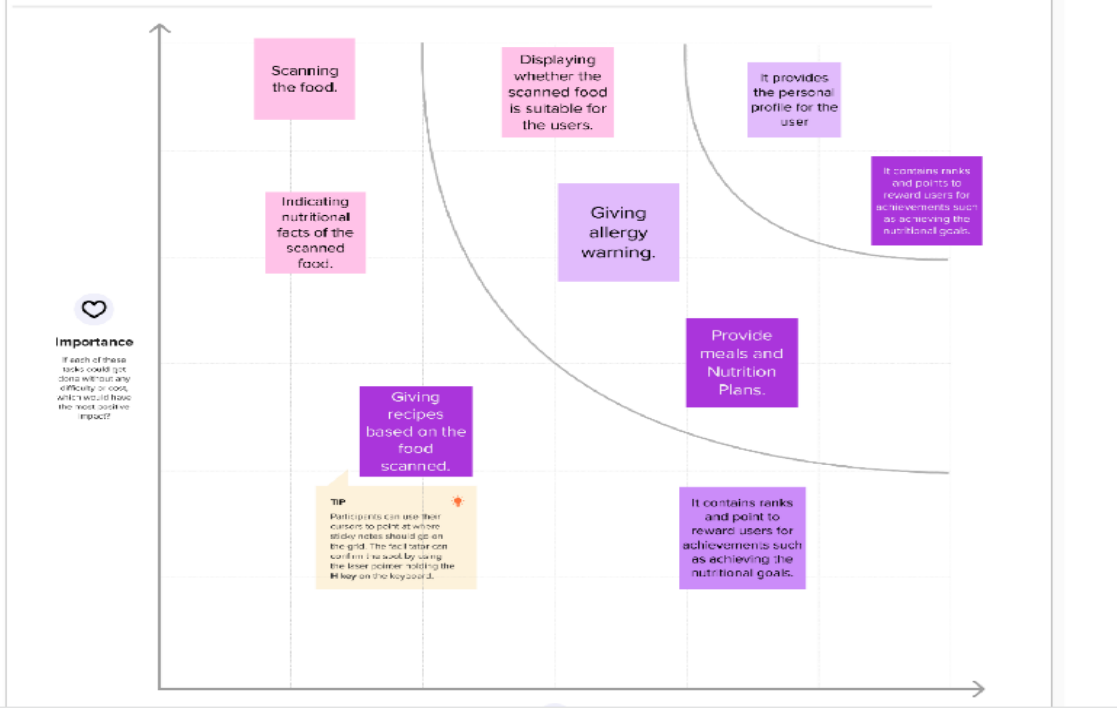 Scanning
the food.
Displaying
whether the
scanned food
is suitable for
the users.
It provides
the personal
profile for the
user
It contains ranks
and points to
reward users for
achievements such
as achieving the
nutritional goals.
Indicating
nutritional
facts of the
scanned
food.
Giving
allergy
warning.
Importance
If each of these
tasks could get
done without any
difficulty or cost,
which would have
the most positive
impact?
Provide
meals and
Nutrition
Plans.
Giving
recipes
based on the
food
scanned.
TIP
Participants can use their
cursors to point at where
sticky notes should go on
the grid. The facilitator can
confirm the spot by using
the laser pointer holding the
H key on the keyboard.
It contains ranks
and point to
reward users for
achievements such
as achieving the
nutritional goals.